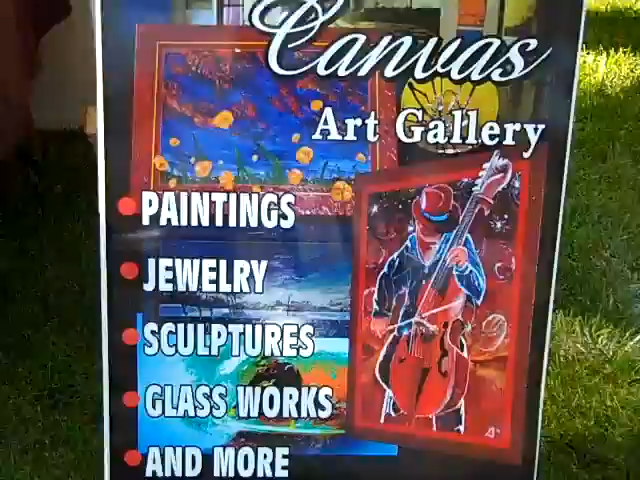 Canvas
Art Gallery
PAINTINGS
JEWELRY
SCULPTURES
GLASS WORKS
AND MORE